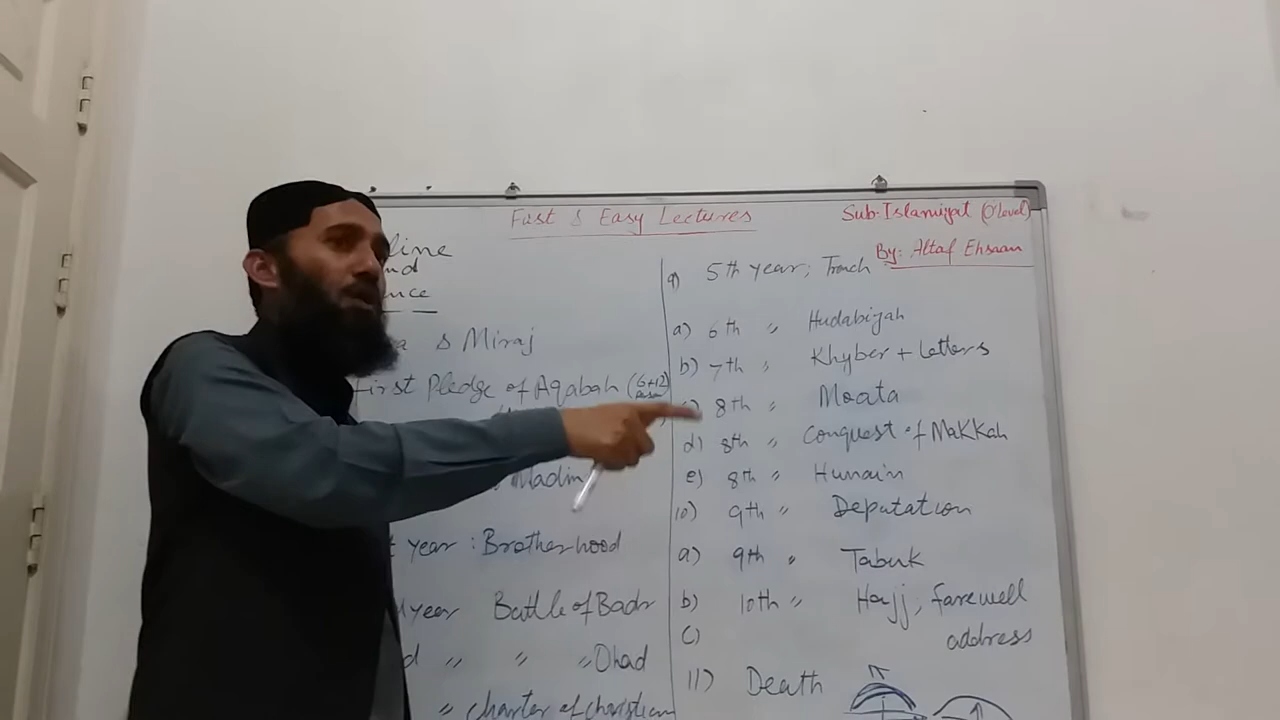 Fast & Easy Lectures
Sub: Islamiyat (O'level)
By: Altaf Ehsaan
line
nd
nce
& Miraj
First Pledge of Aqabah (6+12)
Madin
year : Brotherhood
year Battle of Badr
d " " " Ohad
" charter of christian
9) 5th year; Trench
a) 6th " Hudabiyah
b) 7th " Khyber + Letters
8th " Moata
d) 8th " Conquest of Makkah
e) 8th " Hunain
10) 9th " Deputation
a) 9th " Tabuk
b) 10th " Hajj, farewell
address
C)
11) Death